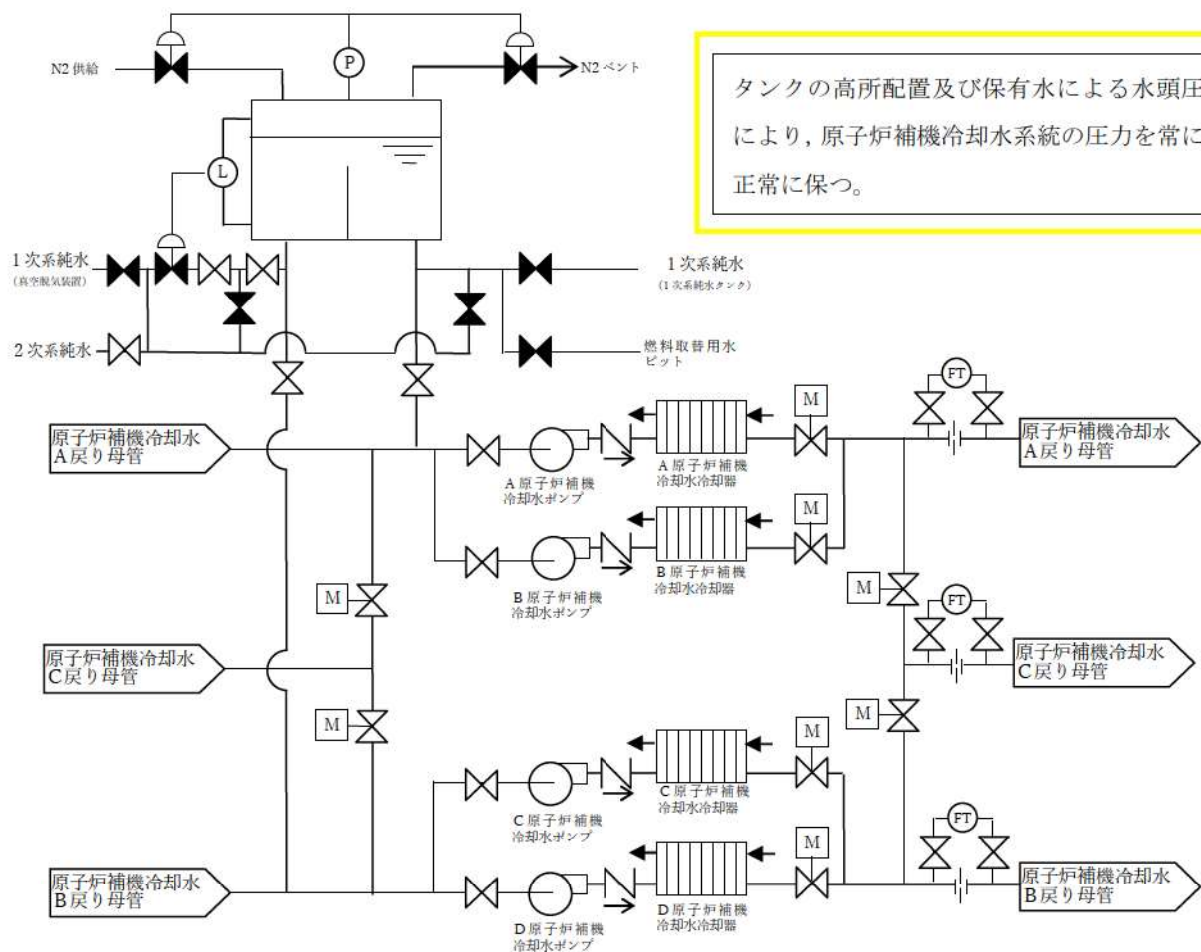 P
N2 供給
N2 ベント
タンクの高所配置及び保有水による水頭圧
により, 原子炉補機冷却水系統の圧力を常に
正常に保つ。
L
1 次系純水
(真空脱気装置)
1 次系純水
(1 次系純水タンク)
2 次系純水
燃料取替用水
ピット
FT
M
原子炉補機冷却水
A戻り母管
A 原子炉補機
冷却水ポンプ
A 原子炉補機
冷却水冷却器
原子炉補機冷却水
A戻り母管
M
B 原子炉補機
冷却水ポンプ
B 原子炉補機
冷却水冷却器
M
M
FT
原子炉補機冷却水
C戻り母管
原子炉補機冷却水
C戻り母管
M
M
M
C 原子炉補機
冷却水ポンプ
C 原子炉補機
冷却水冷却器
FT
M
原子炉補機冷却水
B戻り母管
D 原子炉補機
冷却水ポンプ
D 原子炉補機
冷却水冷却器
原子炉補機冷却水
B戻り母管